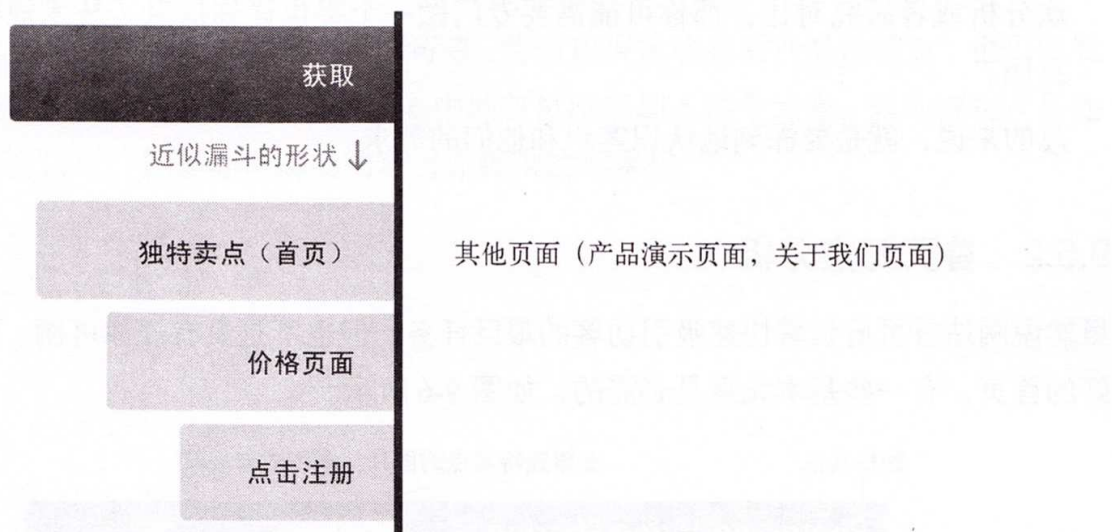 获取
近似漏斗的形状↓
独特卖点（首页）
其他页面（产品演示页面，关于我们页面）
价格页面
点击注册